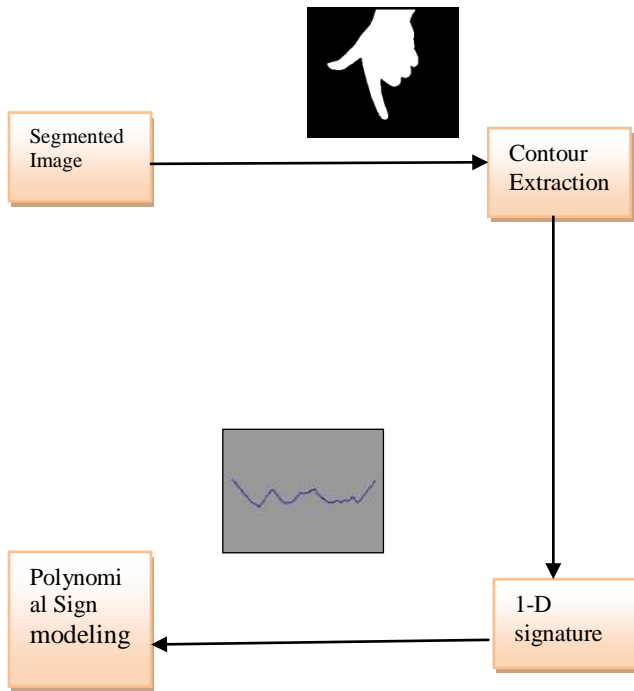 Segmented
Image
Contour
Extraction
Polynomi
al Sign
modeling
1-D
signature